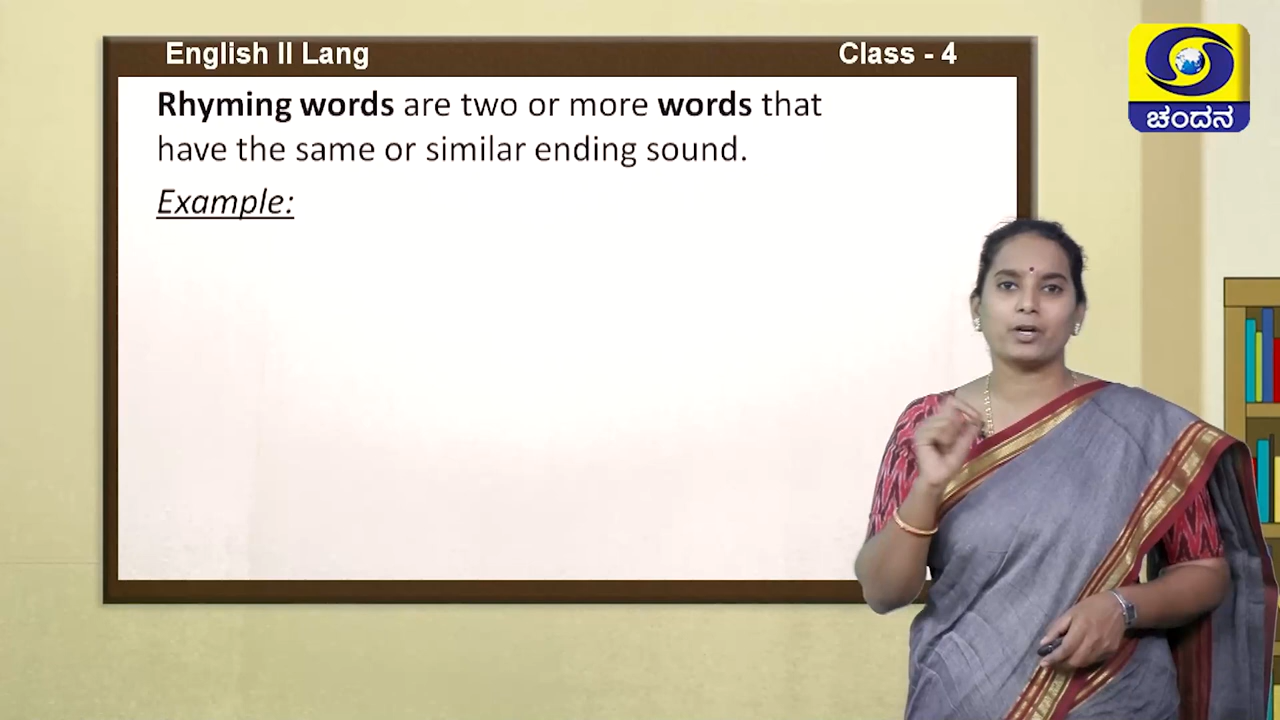 English II Lang
Class - 4
Rhyming words are two or more words that
have the same or similar ending sound.
Example:
ಚಂದನ